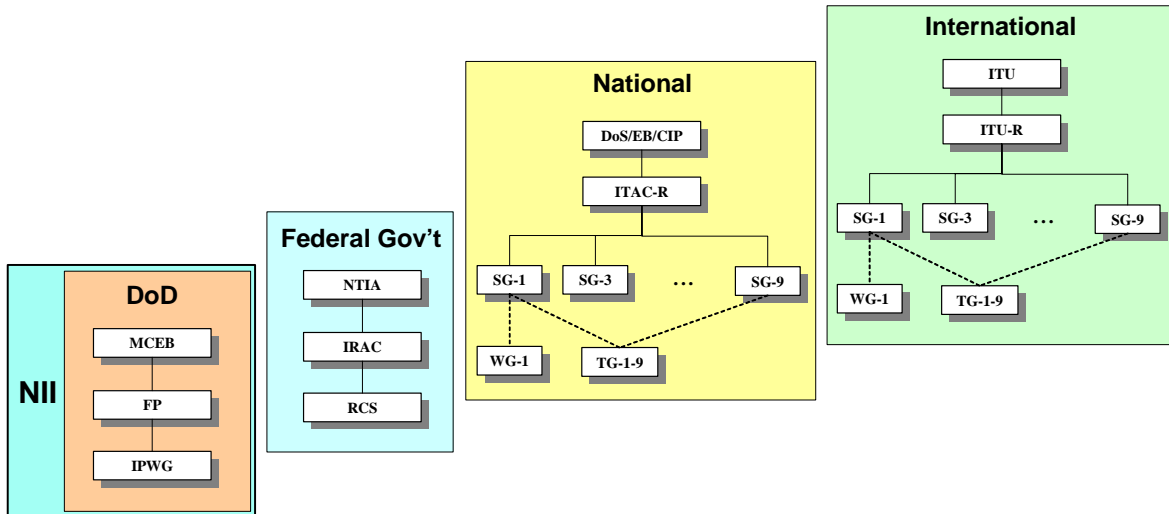 NII
DoD
MCEB
FP
IPWG
Federal Gov't
NTIA
IRAC
RCS
National
DoS/EB/CIP
ITAC-R
SG-1
SG-3
...
SG-9
WG-1
TG-1-9
International
ITU
ITU-R
SG-1
SG-3
...
SG-9
WG-1
TG-1-9